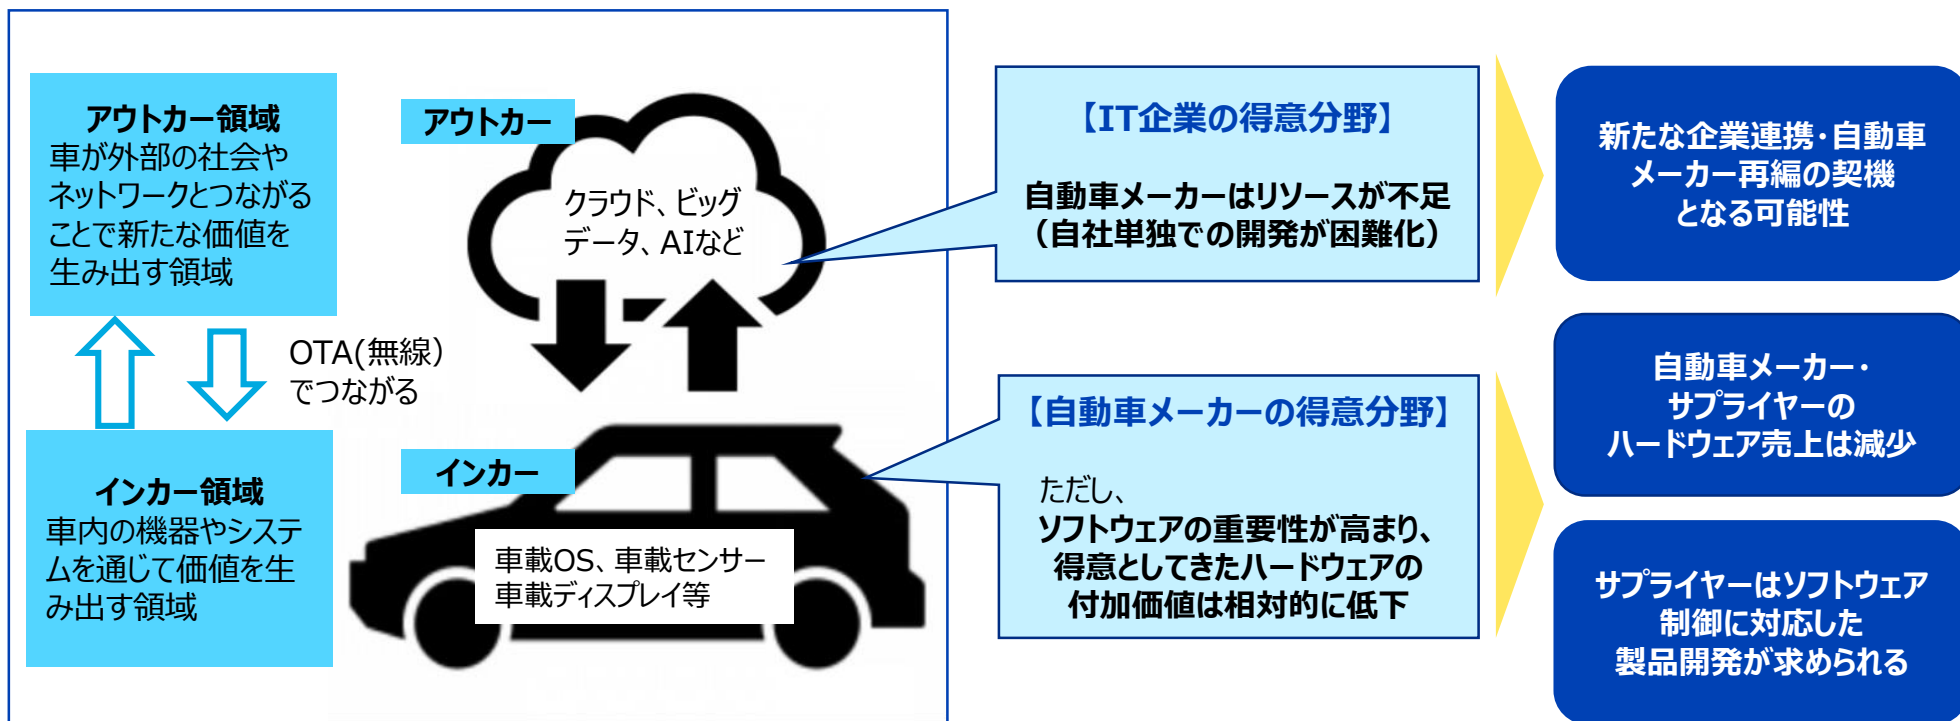 アウトカー領域
車が外部の社会や
ネットワークとつながる
ことで新たな価値を
生み出す領域
OTA(無線）
でつながる
インカー領域
車内の機器やシステ
ムを通じて価値を生
み出す領域
アウトカー
クラウド、ビッグ
データ、AIなど
インカー
車載OS、車載センサー
車載ディスプレイ等
【IT企業の得意分野】
自動車メーカーはリソースが不足
（自社単独での開発が困難化）
【自動車メーカーの得意分野】
ただし、
ソフトウェアの重要性が高まり、
得意としてきたハードウェアの
付加価値は相対的に低下
新たな企業連携・自動車
メーカー再編の契機
となる可能性
自動車メーカー・
サプライヤーの
ハードウェア売上は減少
サプライヤーはソフトウェア
制御に対応した
製品開発が求められる